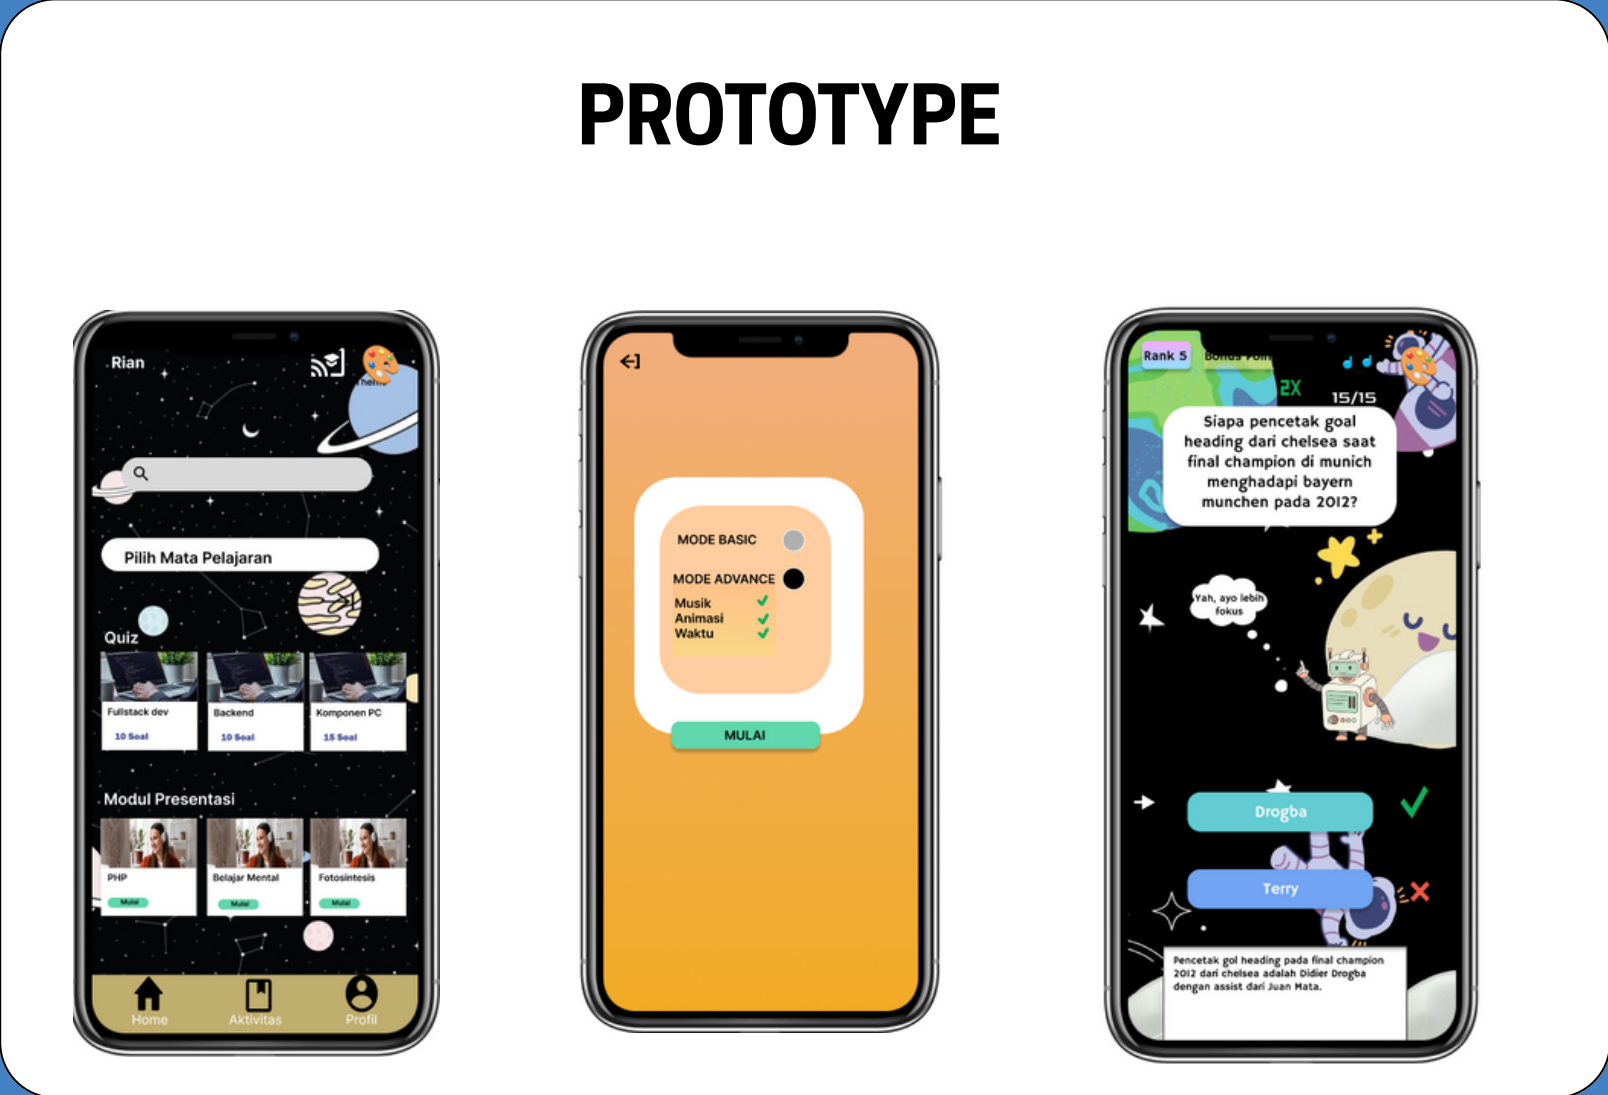 PROTOTYPE
Rian
Pilih Mata Pelajaran
Quiz
Fullstack dev
10 Soal
Backend
10 Soal
Komponen PC
15 Soal
Modul Presentasi
PHP
Mulai
Belajar Mental
Mulai
Fotosintesis
Mulai
Home
Aktivitas
Profil
MODE BASIC
MODE ADVANCE
Musik
Animasi
Waktu
MULAI
Rank 5
2X
15/15
Siapa pencetak goal
heading dari chelsea saat
final champion di munich
menghadapi bayern
munchen pada 2012?
Yah, ayo lebih
fokus
Drogba
Terry
Pencetak gol heading pada final champion
2012 dari chelsea adalah Didier Drogba
dengan assist dari Juan Mata.